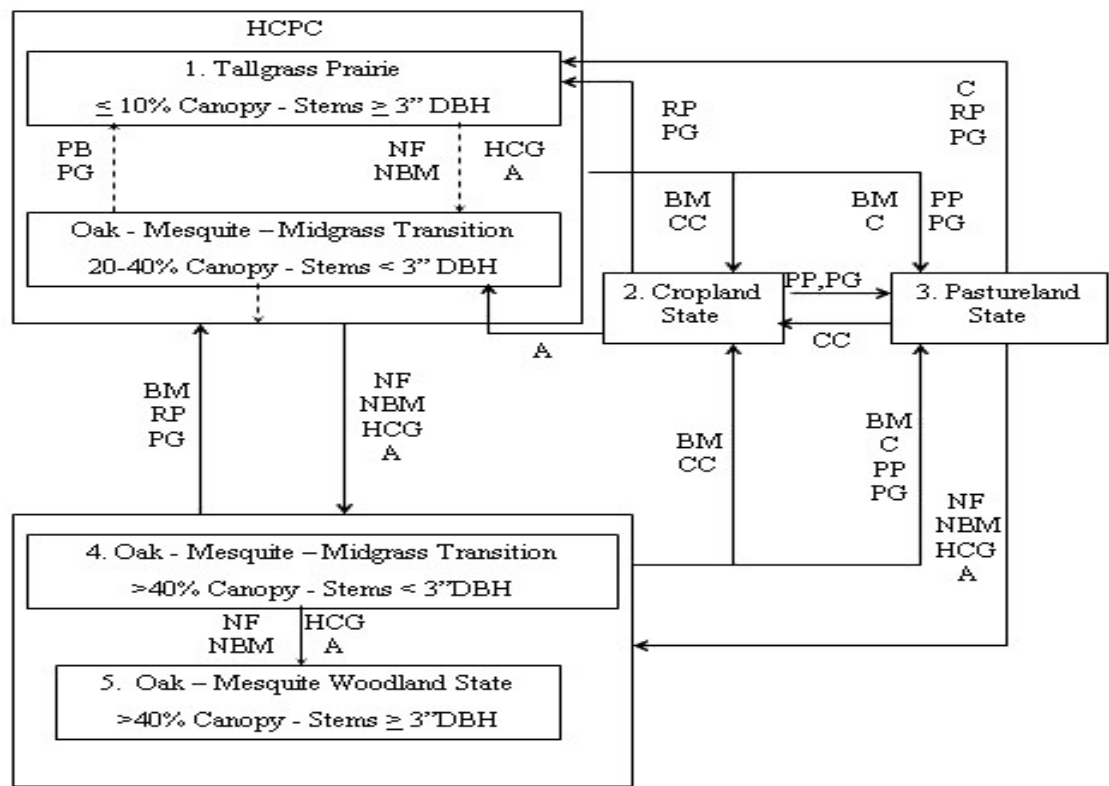 HCPC
1. Tallgrass Prairie
≤ 10% Canopy - Stems ≥ 3” DBH
PB
PG
NF
NBM
HCG
A
Oak - Mesquite – Midgrass Transition
20-40% Canopy - Stems < 3” DBH
RP
PG
C
RP
PG
BM
CC
BM
C
PP
PG
2. Cropland
State
PP,PG
CC
3. Pastureland
State
A
BM
RP
PG
NF
NBM
HCG
A
BM
CC
BM
C
PP
PG
NF
NBM
HCG
A
4. Oak - Mesquite – Midgrass Transition
>40% Canopy - Stems < 3”DBH
NF
NBM
HCG
A
5. Oak – Mesquite Woodland State
>40% Canopy - Stems ≥ 3”DBH